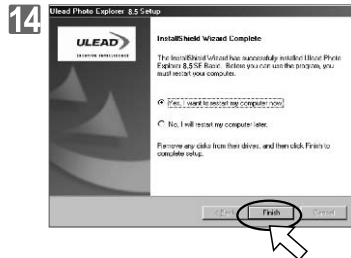 14
Ulead Photo Explorer 8.5 Setup
ULEAD
InstallShield Wizard Complete
The InstallShield Wizard has successfully installed Ulead Photo
Explorer 8.5 SE Basic. Before you can use the program, you
must restart your computer.
Yes, I want to restart my computer now.
No, I will restart my computer later.
Remove any disks from their drives, and then click Finish to
complete setup.
< Back Finish Cancel